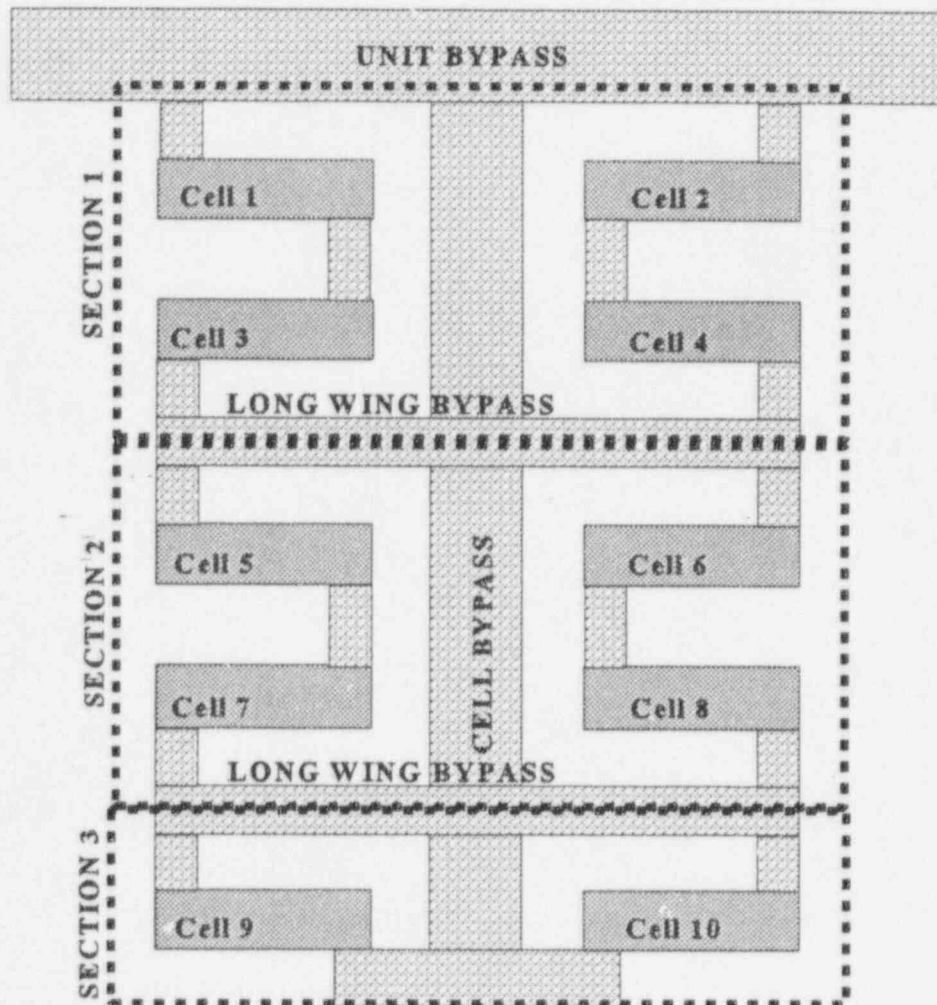 UNIT BYPASS
SECTION 1
Cell 1
Cell 2
Cell 3
Cell 4
LONG WING BYPASS
SECTION 2
Cell 5
Cell 6
CELL BYPASS
Cell 7
Cell 8
LONG WING BYPASS
SECTION 3
Cell 9
Cell 10